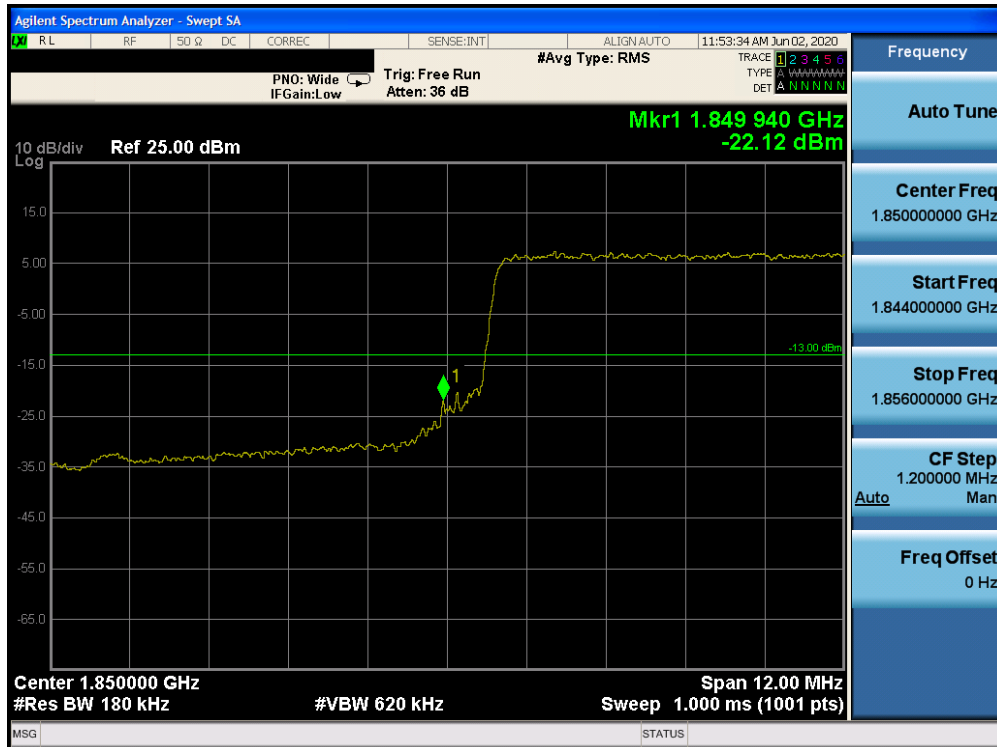 Agilent Spectrum Analyzer - Swept SA
LXI RL RF 50 Ω DC CORREC SENSE:INT ALIGN AUTO 11:53:34 AM Jun 02, 2020
#Avg Type: RMS
TRACE 1 2 3 4 5 6
TYPE A WWWWW
DET A N N N N N
PNO: Wide
IFGain:Low
Trig: Free Run
Atten: 36 dB
Mkr1 1.849 940 GHz
-22.12 dBm
10 dB/div Ref 25.00 dBm
Log
15.0
5.00
-5.00
-15.0
-25.0
-35.0
-45.0
-55.0
-65.0
-13.00 dBm
1
Center 1.850000 GHz Span 12.00 MHz
#Res BW 180 kHz #VBW 620 kHz Sweep 1.000 ms (1001 pts)
MSG STATUS
Frequency
Auto Tune
Center Freq
1.850000000 GHz
Start Freq
1.844000000 GHz
Stop Freq
1.856000000 GHz
CF Step
1.200000 MHz
Auto Man
Freq Offset
0 Hz